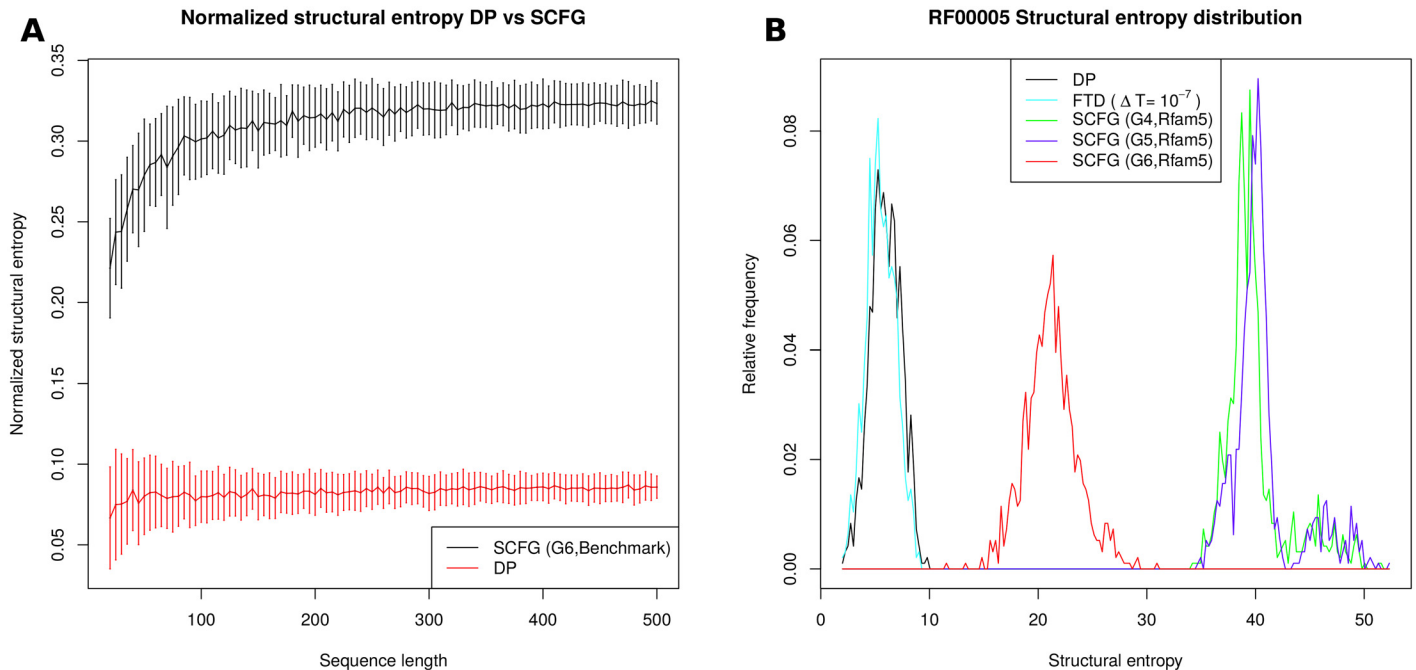 A
Normalized structural entropy DP vs SCFG
Normalized structural entropy
0.35
0.30
0.25
0.20
0.15
0.10
0.05
SCFG (G6,Benchmark)
DP
100
200
300
400
500
Sequence length
B
RF00005 Structural entropy distribution
Relative frequency
0.08
0.06
0.04
0.02
0.00
DP
FTD ( Δ T= 10⁻⁷ )
SCFG (G4,Rfam5)
SCFG (G5,Rfam5)
SCFG (G6,Rfam5)
0
10
20
30
40
50
Structural entropy